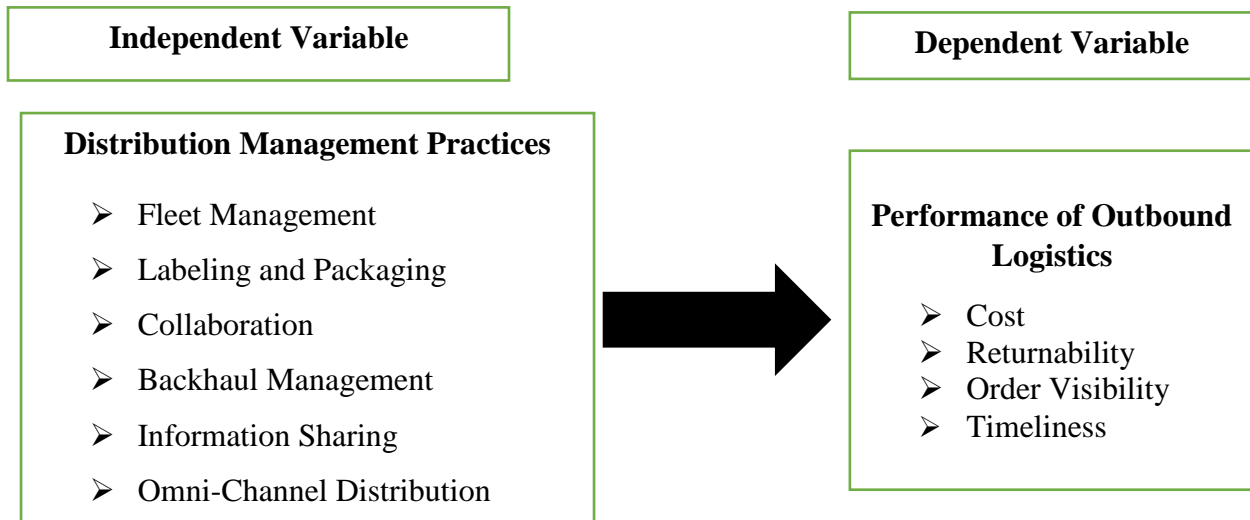 Independent Variable
Dependent Variable
Distribution Management Practices
➢ Fleet Management
➢ Labeling and Packaging
➢ Collaboration
➢ Backhaul Management
➢ Information Sharing
➢ Omni-Channel Distribution
Performance of Outbound
Logistics
➢ Cost
➢ Returnability
➢ Order Visibility
➢ Timeliness